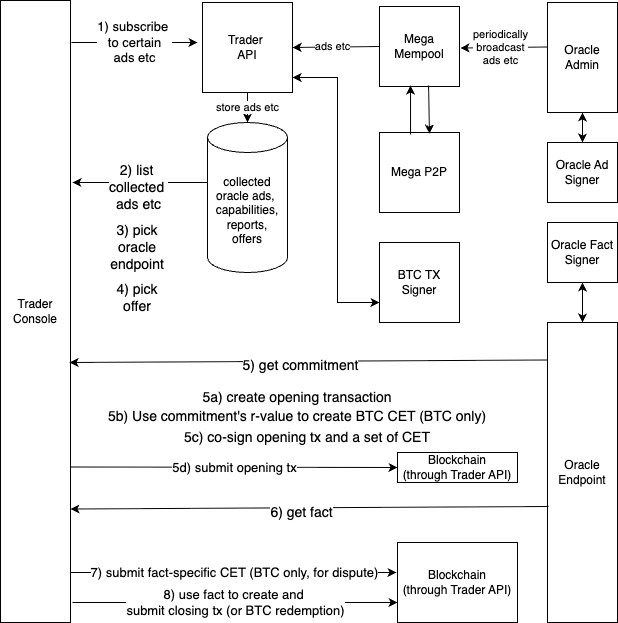 1) subscribe
to certain
ads etc
Trader
API
ads etc
Mega
Mempool
periodically
broadcast
ads etc
Oracle
Admin
store ads etc
2) list
collected
ads etc
collected
oracle ads,
capabilities,
reports,
offers
Mega P2P
Oracle Ad
Signer
3) pick
oracle
endpoint
4) pick
offer
BTC TX
Signer
Oracle Fact
Signer
Trader
Console
5) get commitment
5a) create opening transaction
5b) Use commitment's r-value to create BTC CET (BTC only)
5c) co-sign opening tx and a set of CET
5d) submit opening tx
Blockchain
(through Trader API)
Oracle
Endpoint
6) get fact
7) submit fact-specific CET (BTC only, for dispute)
8) use fact to create and
submit closing tx (or BTC redemption)
Blockchain
(through Trader API)